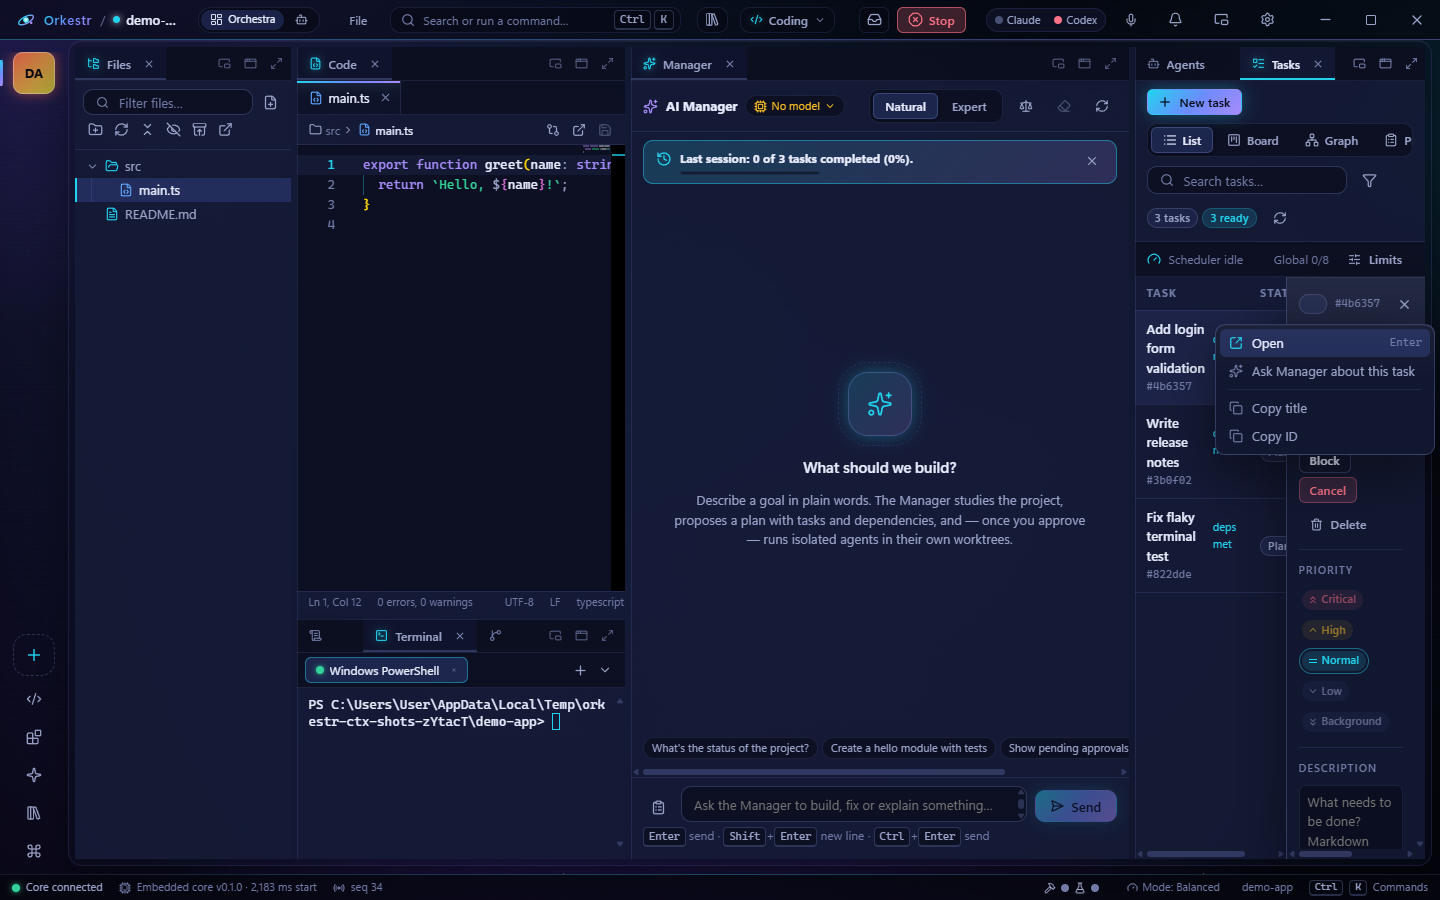 Orkestr / demo-...
Orchestra
File
Search or run a command... Ctrl K
Coding
Stop
Claude Codex
DA
Files
Filter files...
src
main.ts
README.md
Code
main.ts
src > main.ts
1 export function greet(name: strin
2 return `Hello, ${name}!`;
3 }
4
Ln 1, Col 12 0 errors, 0 warnings UTF-8 LF typescript
Terminal
Windows PowerShell
PS C:\Users\User\AppData\Local\Temp\ork
estr-ctx-shots-zYtacT\demo-app>
Manager
AI Manager No model Natural Expert
Last session: 0 of 3 tasks completed (0%).
What should we build?
Describe a goal in plain words. The Manager studies the project,
proposes a plan with tasks and dependencies, and — once you approve
— runs isolated agents in their own worktrees.
What's the status of the project? Create a hello module with tests Show pending approvals
Ask the Manager to build, fix or explain something...
Send
Enter send · Shift + Enter new line · Ctrl + Enter send
Agents Tasks
+ New task
List Board Graph P
Search tasks...
3 tasks 3 ready
Scheduler idle Global 0/8 Limits
TASK STAT
Add login
form
validation
#4b6357
Write
release
notes
#3b0f02
Fix flaky
terminal
test
#822dde
deps
met
Plan
#4b6357
Open Enter
Ask Manager about this task
Copy title
Copy ID
Block
Cancel
Delete
PRIORITY
Critical
High
Normal
Low
Background
DESCRIPTION
What needs to
be done?
Markdown
Core connected Embedded core v0.1.0 · 2,183 ms start seq 34
Mode: Balanced demo-app Ctrl K Commands